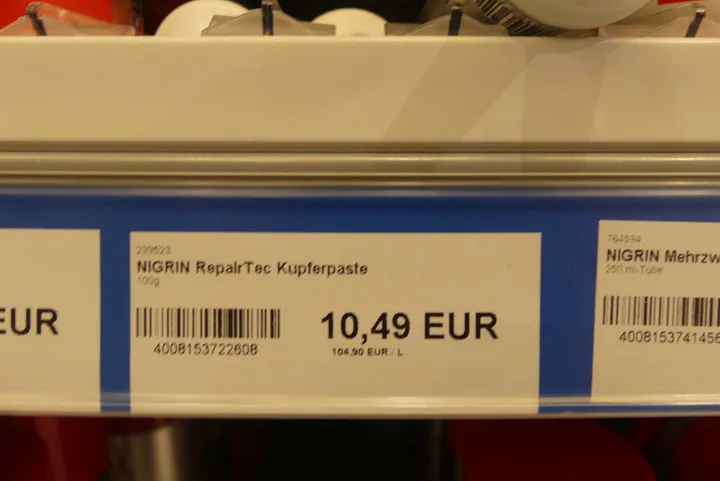 EUR
239523
NIGRIN RepairTec Kupferpaste
100g
10,49 EUR
4008153722608
104,90 EUR / L
764594
NIGRIN Mehrzw
250 ml-Tube
4008153741456